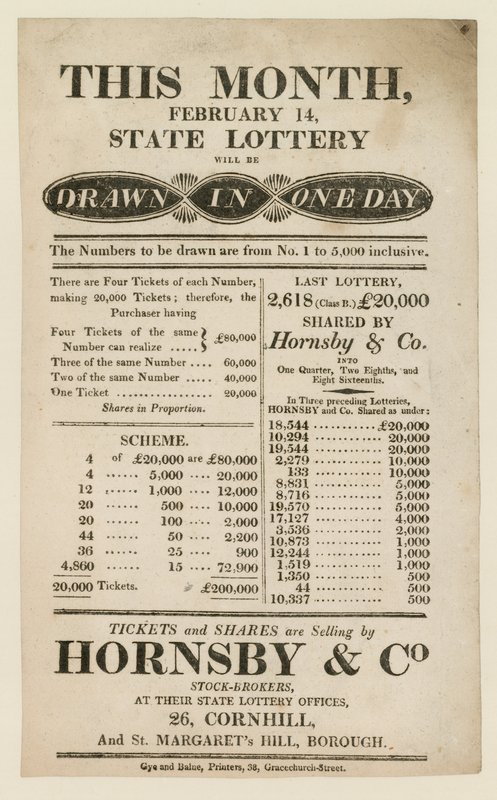 THIS MONTH,
FEBRUARY 14,
STATE LOTTERY
WILL BE
DRAWN IN ONE DAY
The Numbers to be drawn are from No. 1 to 5,000 inclusive.
There are Four Tickets of each Number,
making 20,000 Tickets; therefore, the
Purchaser having
Four Tickets of the same
Number can realize ..... } £80,000
Three of the same Number .... 60,000
Two of the same Number ..... 40,000
One Ticket ................. 20,000
Shares in Proportion.
SCHEME.
4 of £20,000 are £80,000
4 ...... 5,000 .... 20,000
12 ...... 1,000 .... 12,000
20 ...... 500 .... 10,000
20 ...... 100 .... 2,000
44 ...... 50 .... 2,200
36 ...... 25 .... 900
4,860 ...... 15 .... 72,900
20,000 Tickets. £200,000
LAST LOTTERY,
2,618 (Class B.) £20,000
SHARED BY
Hornsby & Co.
INTO
One Quarter, Two Eighths, and
Eight Sixteenths.
In Three preceding Lotteries,
HORNSBY and Co. Shared as under:
18,544 ........... £20,000
10,294 ............ 20,000
19,544 ............ 20,000
2,279 ............ 10,000
133 ............ 10,000
8,831 ............ 5,000
8,716 ............ 5,000
19,570 ............ 5,000
17,127 ............ 4,000
3,536 ............ 2,000
10,873 ............ 1,000
12,244 ............ 1,000
1,519 ............ 1,000
1,350 ............ 500
44 ............ 500
10,337 ............ 500
TICKETS and SHARES are Selling by
HORNSBY & Co
STOCK-BROKERS,
AT THEIR STATE LOTTERY OFFICES,
26, CORNHILL,
And St. MARGARET's HILL, BOROUGH.
Gye and Balne, Printers, 38, Gracechurch-Street.